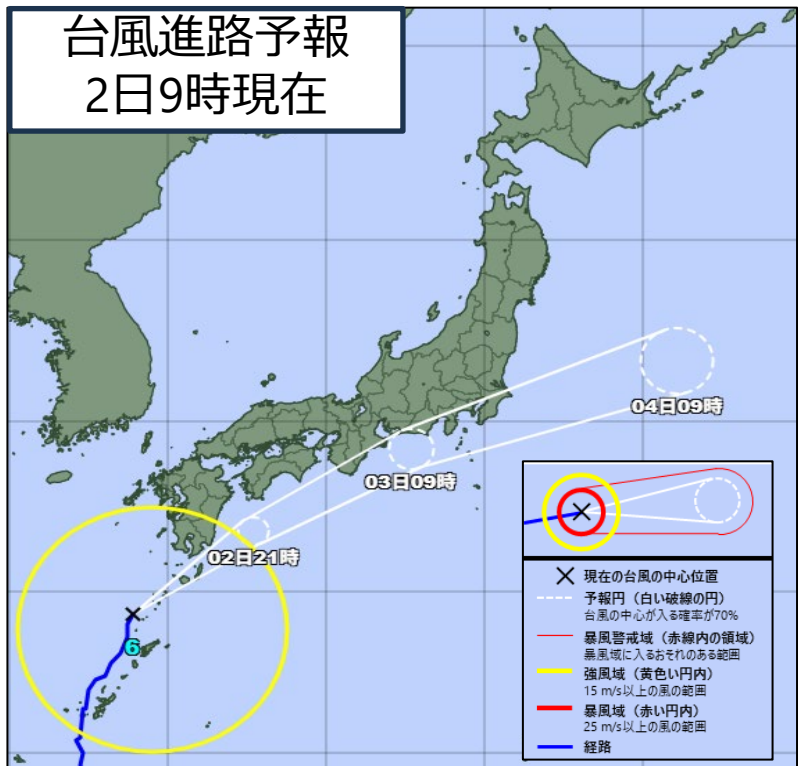 台風進路予報
2日9時現在
04日09時
03日09時
02日21時
6
現在の台風の中心位置
予報円（白い破線の円）
台風の中心が入る確率が70%
暴風警戒域（赤線内の領域）
暴風域に入るおそれのある範囲
強風域（黄色い円内）
15 m/s以上の風の範囲
暴風域（赤い円内）
25 m/s以上の風の範囲
経路